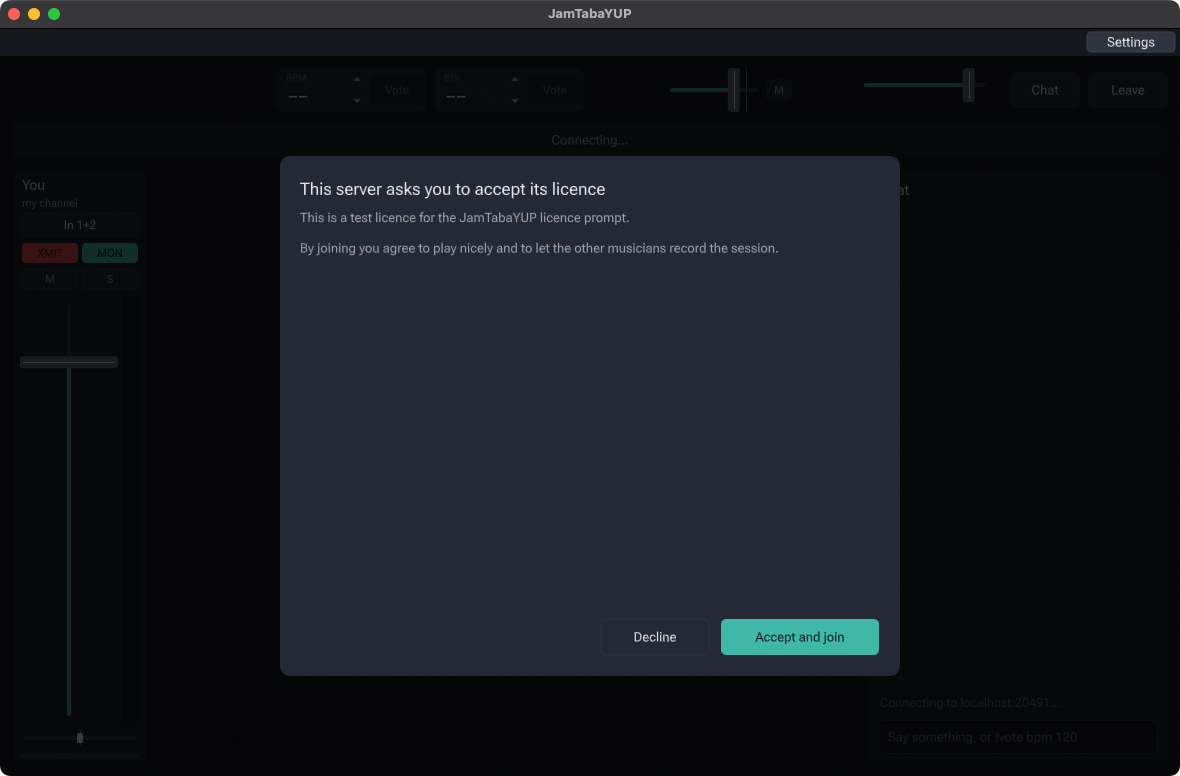 JamTabaYUP
Settings
BPM
--
Vote
BPI
--
Vote
M
Chat
Leave
Connecting...
You
my channel
In 1+2
XMIT
MON
M
S
at
This server asks you to accept its licence
This is a test licence for the JamTabaYUP licence prompt.
By joining you agree to play nicely and to let the other musicians record the session.
Decline
Accept and join
Connecting to localhost:20491...
Say something, or !vote bpm 120